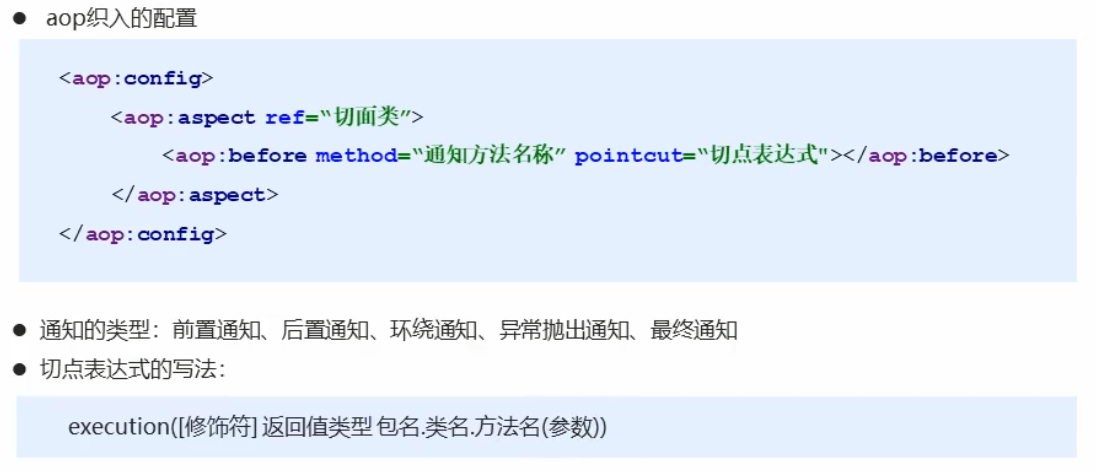 ● aop织入的配置
<aop:config>
<aop:aspect ref=“切面类”>
<aop:before method=“通知方法名称” pointcut=“切点表达式"></aop:before>
</aop:aspect>
</aop:config>
● 通知的类型：前置通知、后置通知、环绕通知、异常抛出通知、最终通知
● 切点表达式的写法：
execution([修饰符] 返回值类型 包名.类名.方法名(参数))